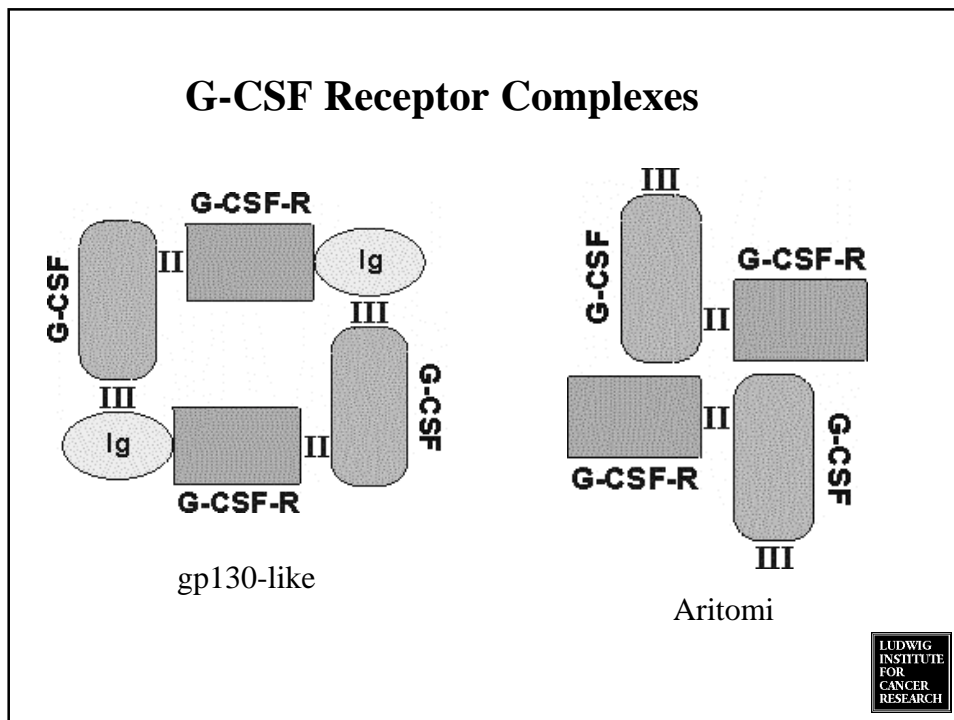 G-CSF Receptor Complexes
G-CSF-R
G-CSF
II
Ig
III
III
G-CSF
Ig
II
G-CSF-R
gp130-like
III
G-CSF
G-CSF-R
II
II
G-CSF-R
G-CSF
III
Aritomi
LUDWIG
INSTITUTE
FOR
CANCER
RESEARCH